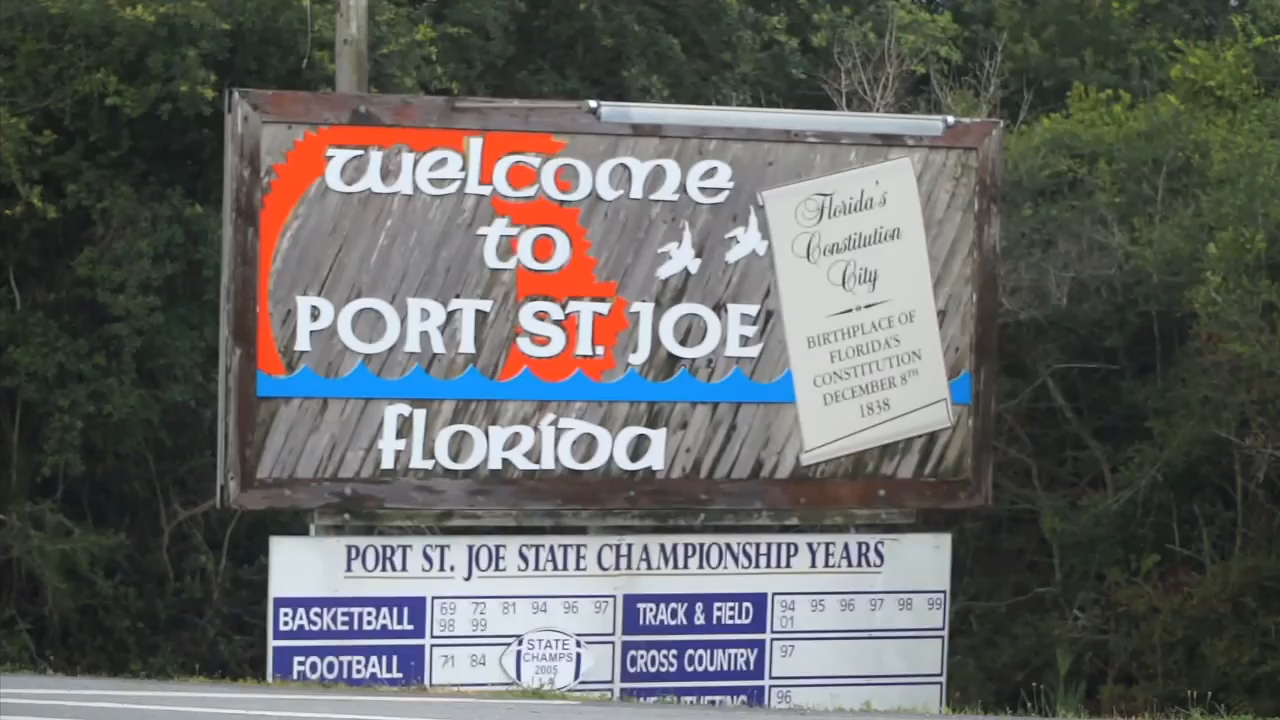 Welcome
to
PORT ST. JOE
Florida
Florida's
Constitution
City
BIRTHPLACE OF
FLORIDA'S
CONSTITUTION
DECEMBER 8TH
1838
PORT ST. JOE STATE CHAMPIONSHIP YEARS
BASKETBALL 69 72 81 94 96 97
98 99
TRACK & FIELD 94 95 96 97 98 99
01
FOOTBALL 71 84
STATE
CHAMPS
2005
CROSS COUNTRY 97
96